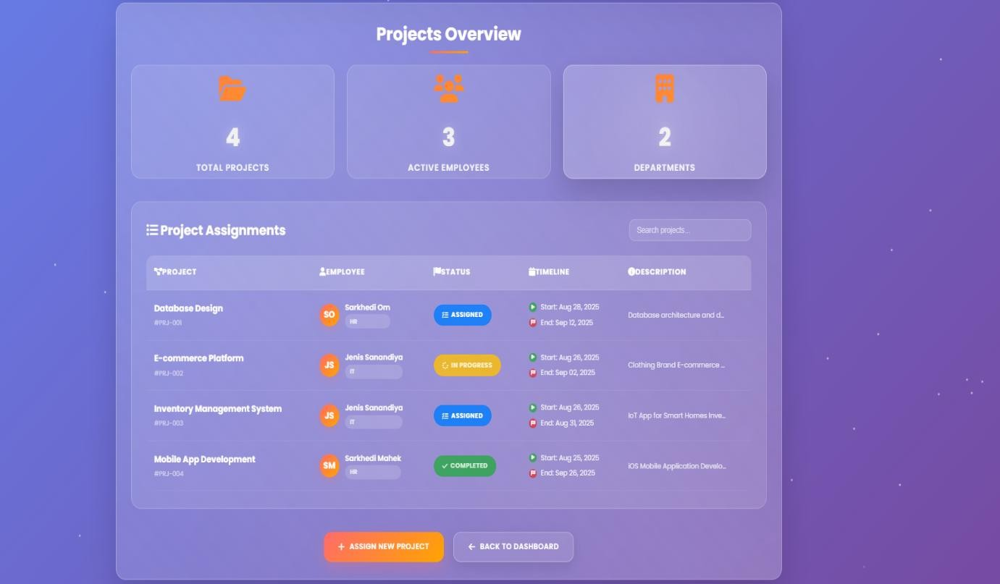 Projects Overview
4
TOTAL PROJECTS
3
ACTIVE EMPLOYEES
2
DEPARTMENTS
Project Assignments
Search projects...
PROJECT EMPLOYEE STATUS TIMELINE DESCRIPTION
Database Design
#PRJ-001
SO
Sarkhedi Om
HR
ASSIGNED
Start: Aug 28, 2025
End: Sep 12, 2025
Database architecture and d...
E-commerce Platform
#PRJ-002
JS
Jenis Sanandiya
IT
IN PROGRESS
Start: Aug 26, 2025
End: Sep 02, 2025
Clothing Brand E-commerce ...
Inventory Management System
#PRJ-003
JS
Jenis Sanandiya
IT
ASSIGNED
Start: Aug 26, 2025
End: Aug 31, 2025
IoT App for Smart Homes Inve...
Mobile App Development
#PRJ-004
SM
Sarkhedi Mahek
HR
COMPLETED
Start: Aug 25, 2025
End: Sep 26, 2025
iOS Mobile Application Develo...
ASSIGN NEW PROJECT
BACK TO DASHBOARD